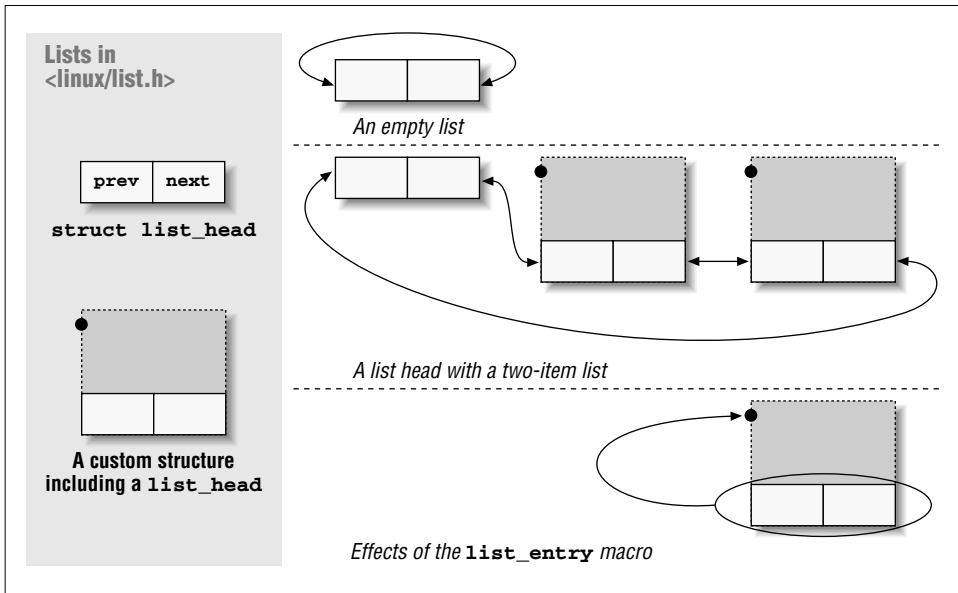 Lists in
<linux/list.h>
prev next
struct list_head
A custom structure
including a list_head
An empty list
A list head with a two-item list
Effects of the list_entry macro